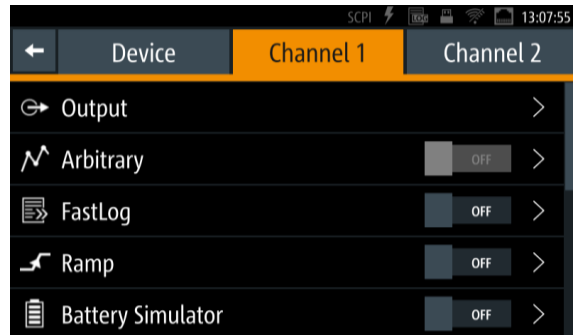 SCPI LOG 13:07:55
Device Channel 1 Channel 2
Output
Arbitrary OFF
FastLog OFF
Ramp OFF
Battery Simulator OFF